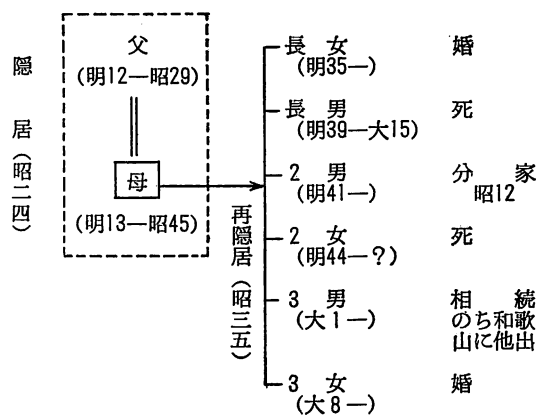 隠居(昭二四)
父
(明12―昭29)
母
(明13―昭45)
再隠居(昭三五)
長女 婚
(明35―)
長男 死
(明39―大15)
2男 分家
(明41―) 昭12
2女 死
(明44―?)
3男 相続
(大1―) のち和歌
山に他出
3女 婚
(大8―)